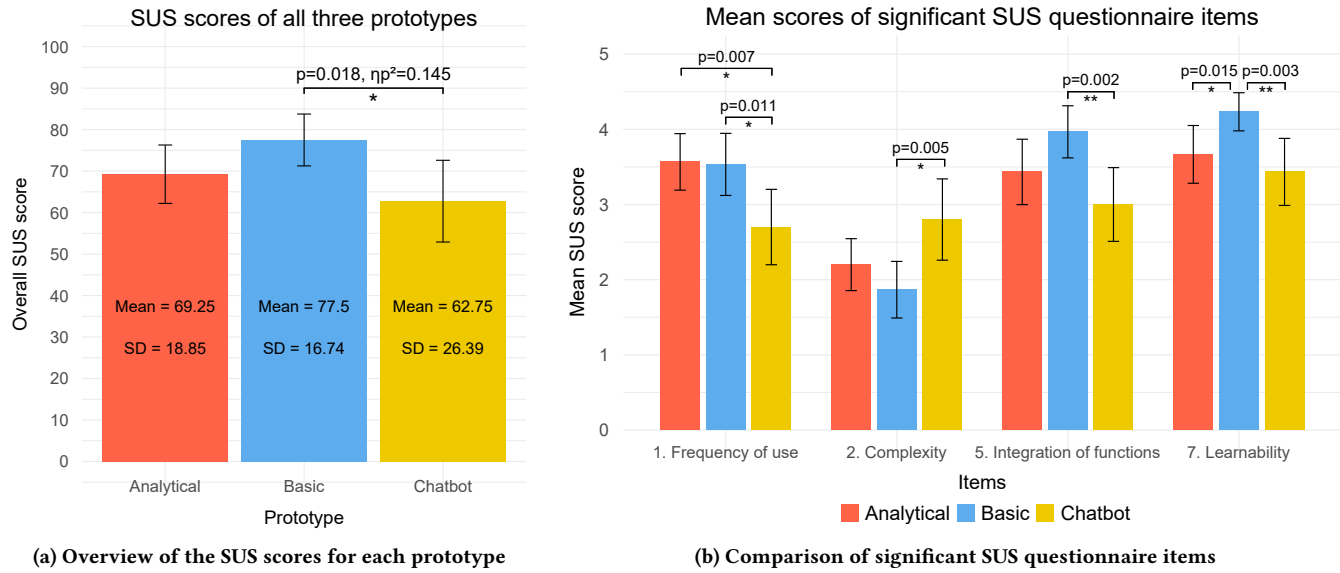 SUS scores of all three prototypes
100
90
80
70
60
50
40
30
20
10
0
Overall SUS score
p=0.018, ηp²=0.145
*
Mean = 69.25
SD = 18.85
Mean = 77.5
SD = 16.74
Mean = 62.75
SD = 26.39
Analytical
Basic
Chatbot
Prototype
(a) Overview of the SUS scores for each prototype
Mean scores of significant SUS questionnaire items
5
4
3
2
1
0
Mean SUS score
p=0.007
*
p=0.011
*
p=0.005
*
p=0.002
**
p=0.015
*
p=0.003
**
1. Frequency of use
2. Complexity
5. Integration of functions
7. Learnability
Items
Analytical
Basic
Chatbot
(b) Comparison of significant SUS questionnaire items